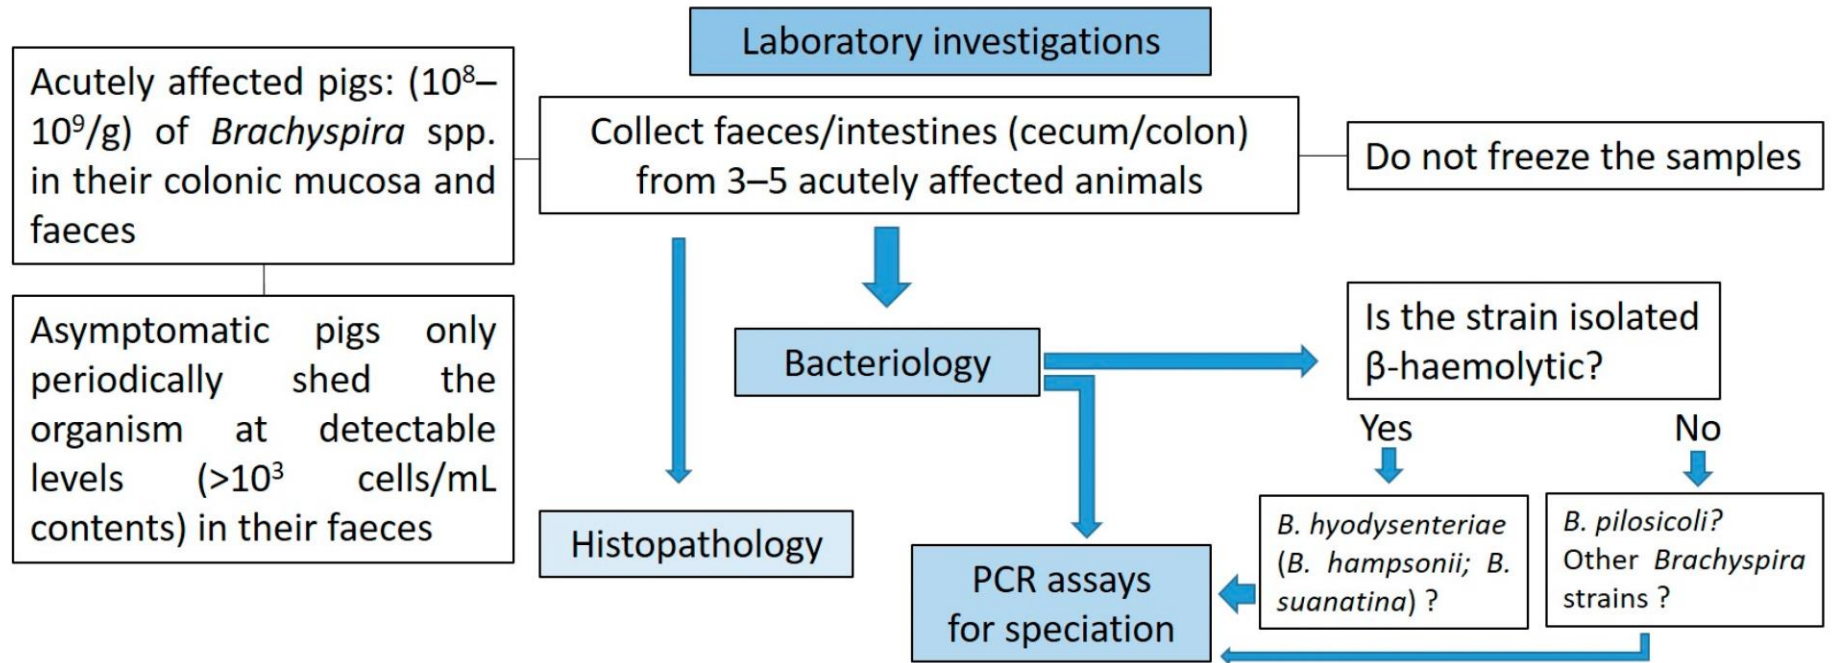 Laboratory investigations
Acutely affected pigs: (10⁸–
10⁹/g) of Brachyspira spp.
in their colonic mucosa and
faeces
Collect faeces/intestines (cecum/colon)
from 3–5 acutely affected animals
Do not freeze the samples
Asymptomatic pigs only
periodically shed the
organism at detectable
levels (>10³ cells/mL
contents) in their faeces
Bacteriology
Is the strain isolated
β-haemolytic?
Yes
No
Histopathology
PCR assays
for speciation
B. hyodysenteriae
(B. hampsonii; B.
suanatina) ?
B. pilosicoli?
Other Brachyspira
strains ?